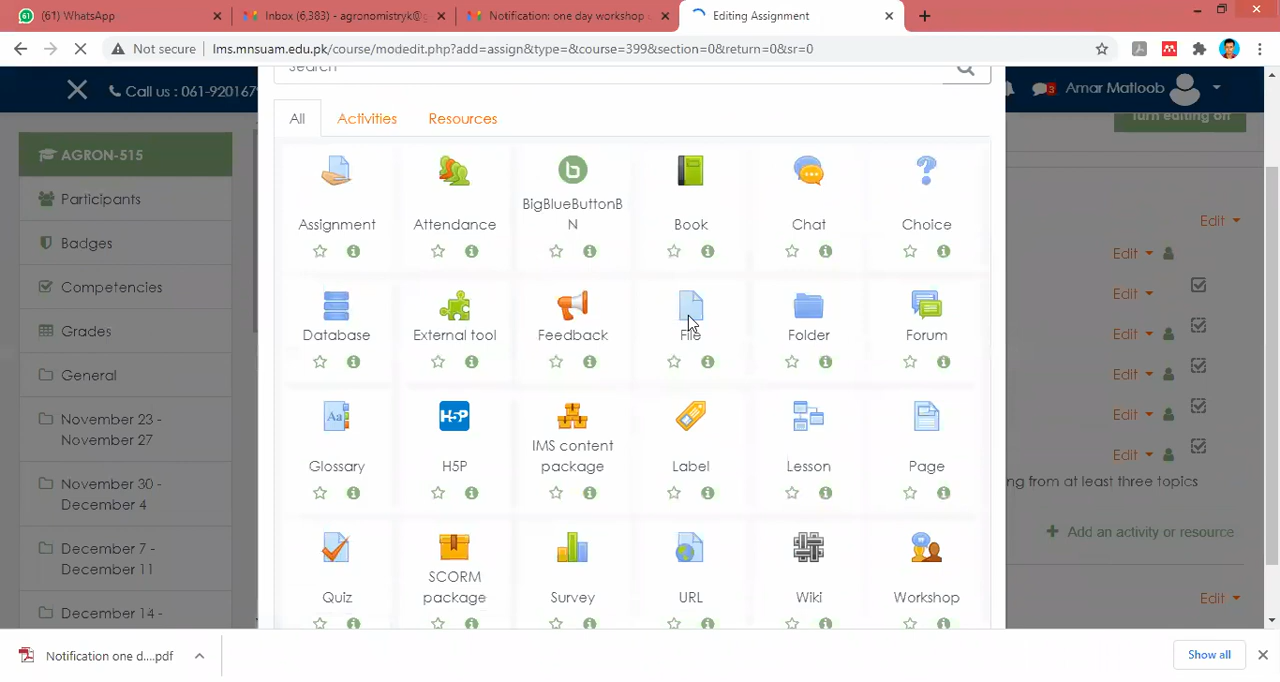 (61) WhatsApp
Inbox (6,383) - agronomistryk@g
Notification: one day workshop
Editing Assignment
Not secure
lms.mnsuam.edu.pk/course/modedit.php?add=assign&type=&course=399&section=0&return=0&sr=0
Search
Call us : 061-920167
3
Amar Matloob
Turn editing off
All
Activities
Resources
AGRON-515
Participants
Badges
Competencies
Grades
General
November 23 -
November 27
November 30 -
December 4
December 7 -
December 11
December 14 -
Assignment
Attendance
BigBlueButtonB
N
Book
Chat
Choice
Database
External tool
Feedback
File
Folder
Forum
Glossary
H5P
IMS content
package
Label
Lesson
Page
Quiz
SCORM
package
Survey
URL
Wiki
Workshop
Edit
Edit
Edit
Edit
Edit
Edit
Edit
ng from at least three topics
Add an activity or resource
Edit
Notification one d....pdf
Show all